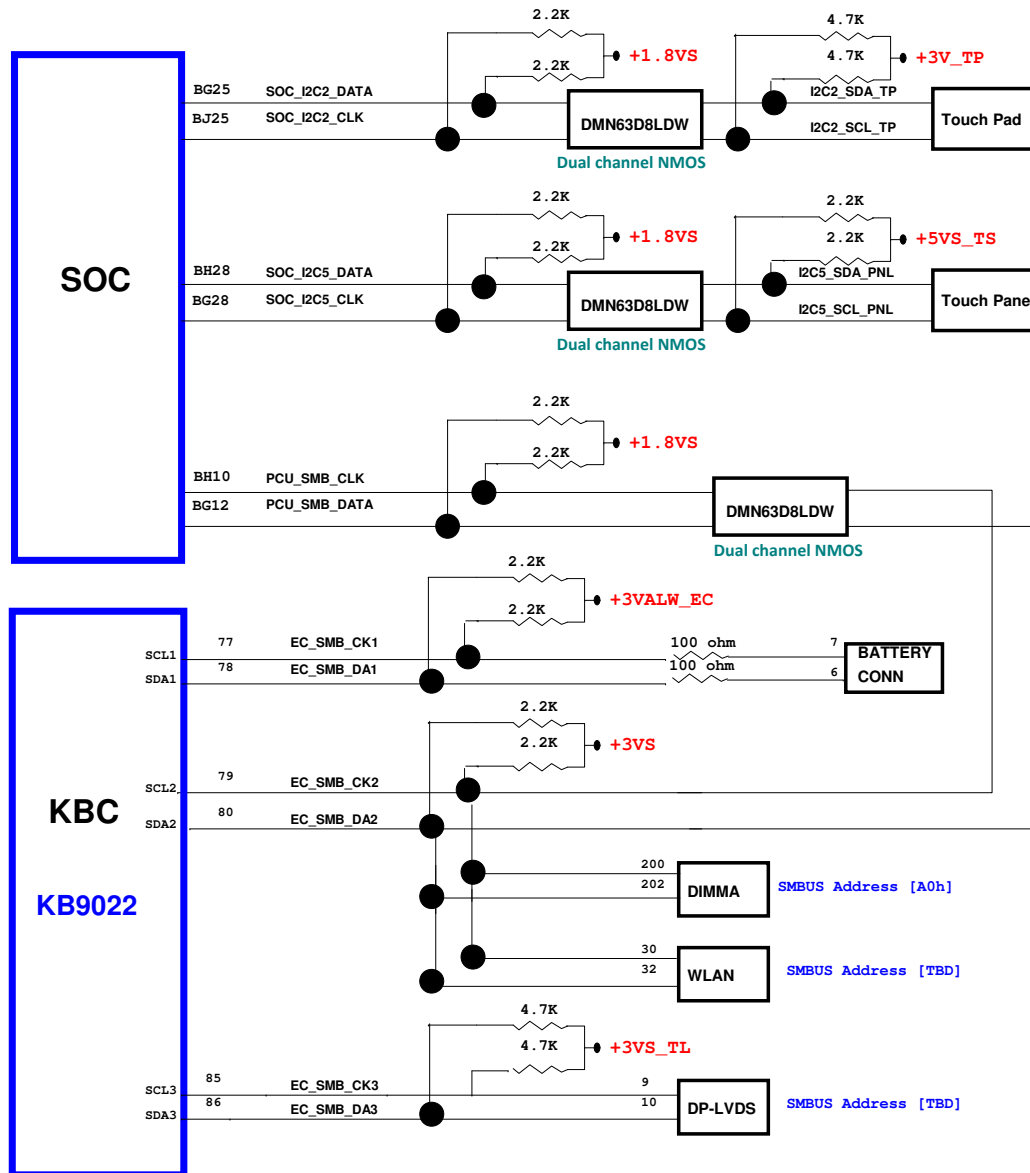 2.2K
4.7K
2.2K +1.8VS
4.7K +3V_TP
BG25 SOC_I2C2_DATA I2C2_SDA_TP
BJ25 SOC_I2C2_CLK DMN63D8LDW I2C2_SCL_TP Touch Pad
Dual channel NMOS
2.2K 2.2K
2.2K +1.8VS 2.2K +5VS_TS
SOC
BH28 SOC_I2C5_DATA I2C5_SDA_PNL
BG28 SOC_I2C5_CLK DMN63D8LDW I2C5_SCL_PNL Touch Pane
Dual channel NMOS
2.2K
2.2K +1.8VS
BH10 PCU_SMB_CLK
BG12 PCU_SMB_DATA DMN63D8LDW
Dual channel NMOS
2.2K
2.2K +3VALW_EC
SCL1 77 EC_SMB_CK1 100 ohm 7 BATTERY
SDA1 78 EC_SMB_DA1 100 ohm 6 CONN
2.2K
2.2K +3VS
SCL2 79 EC_SMB_CK2
KBC
SDA2 80 EC_SMB_DA2
200
202 DIMMA SMBUS Address [A0h]
KB9022
30
32 WLAN SMBUS Address [TBD]
4.7K
4.7K +3VS_TL
SCL3 85 EC_SMB_CK3 9
SDA3 86 EC_SMB_DA3 10 DP-LVDS SMBUS Address [TBD]